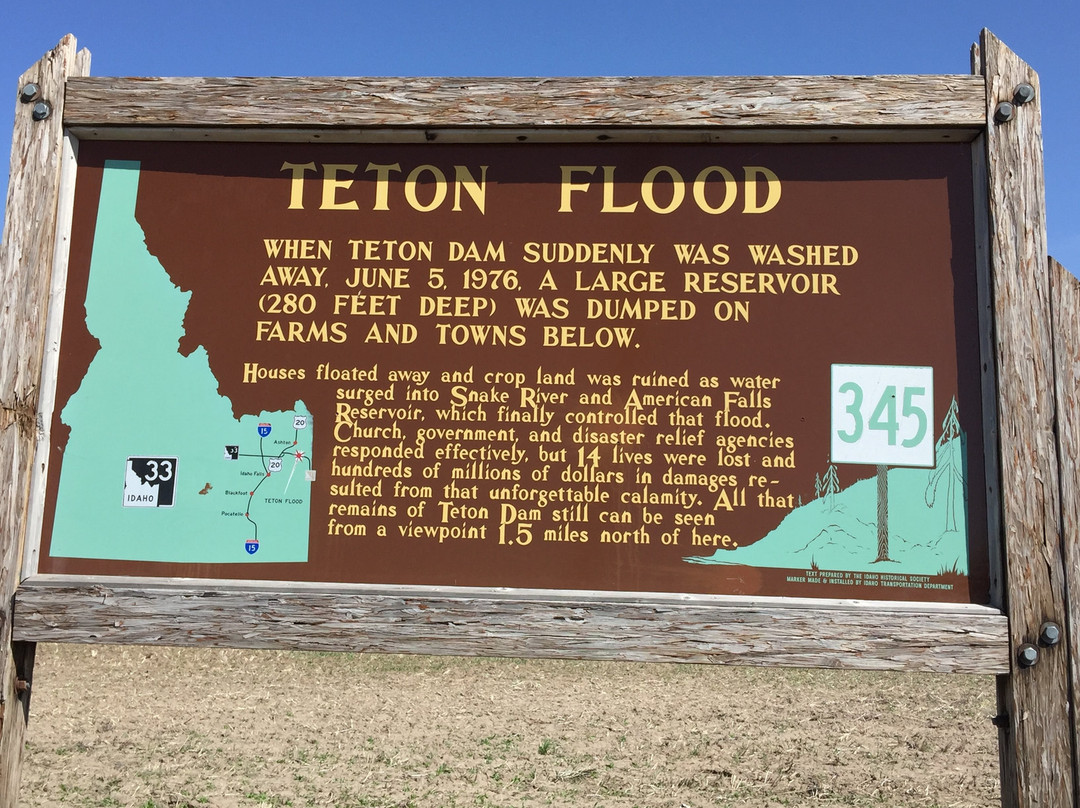 TETON FLOOD
WHEN TETON DAM SUDDENLY WAS WASHED
AWAY, JUNE 5, 1976, A LARGE RESERVOIR
(280 FEET DEEP) WAS DUMPED ON
FARMS AND TOWNS BELOW.
Houses floated away and crop land was ruined as water
surged into Snake River and American Falls
Reservoir, which finally controlled that flood.
Church, government, and disaster relief agencies
responded effectively, but 14 lives were lost and
hundreds of millions of dollars in damages re-
sulted from that unforgettable calamity. All that
remains of Teton Dam still can be seen
from a viewpoint 1.5 miles north of here.
345
20
15
Ashton
33
20
Idaho Falls
33
IDAHO
Blackfoot
TETON FLOOD
Pocatello
15
TEXT PREPARED BY THE IDAHO HISTORICAL SOCIETY
MARKER MADE & INSTALLED BY IDAHO TRANSPORTATION DEPARTMENT